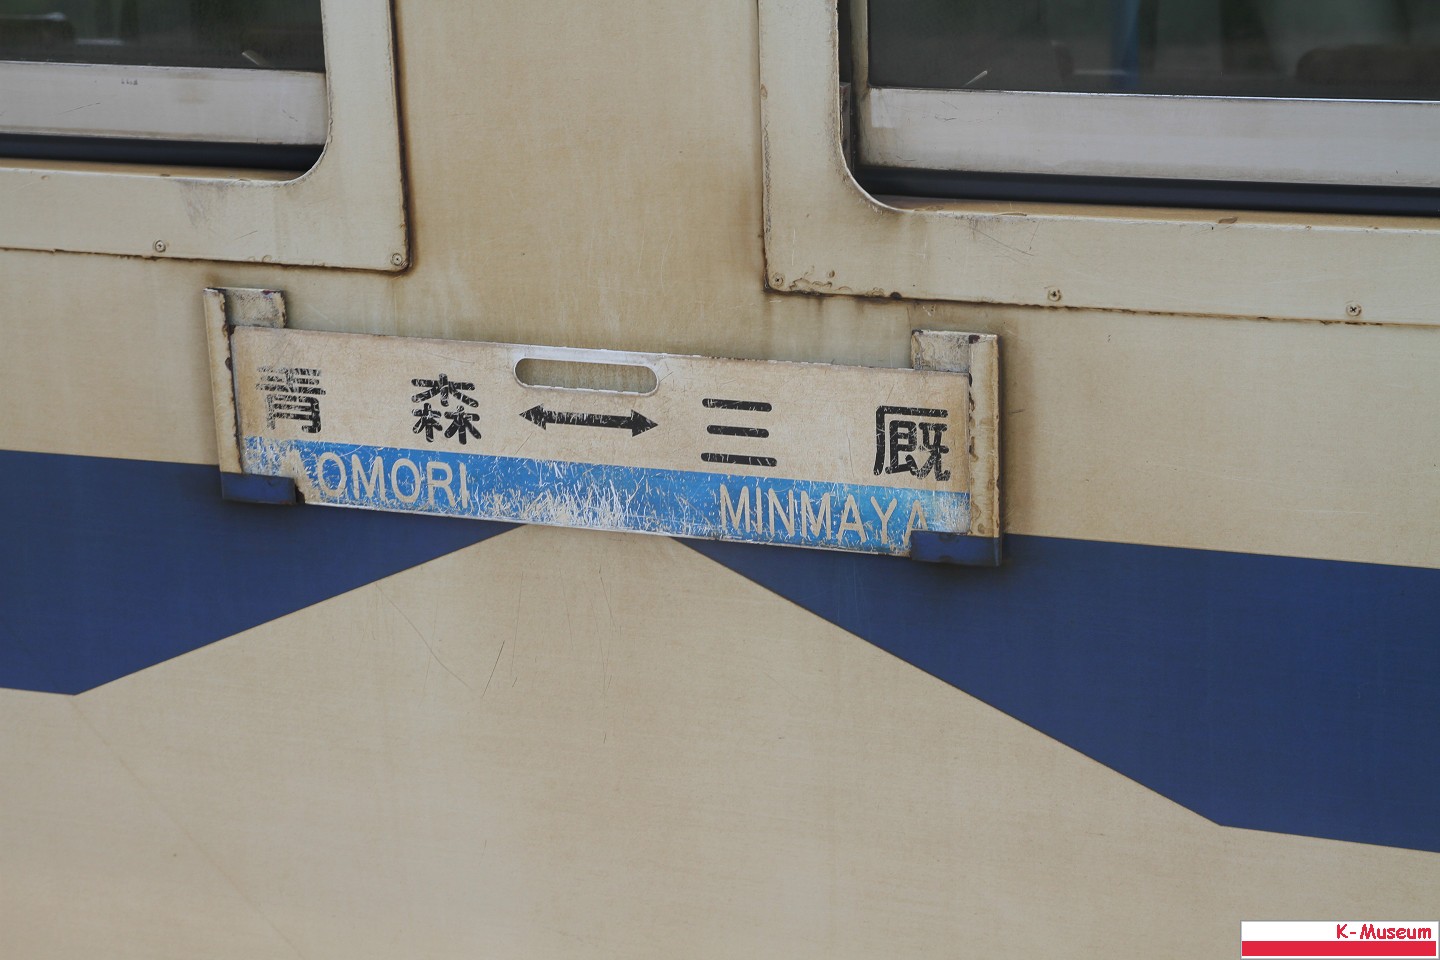 青森↔三厩
AOMORI MINMAYA
K-Museum